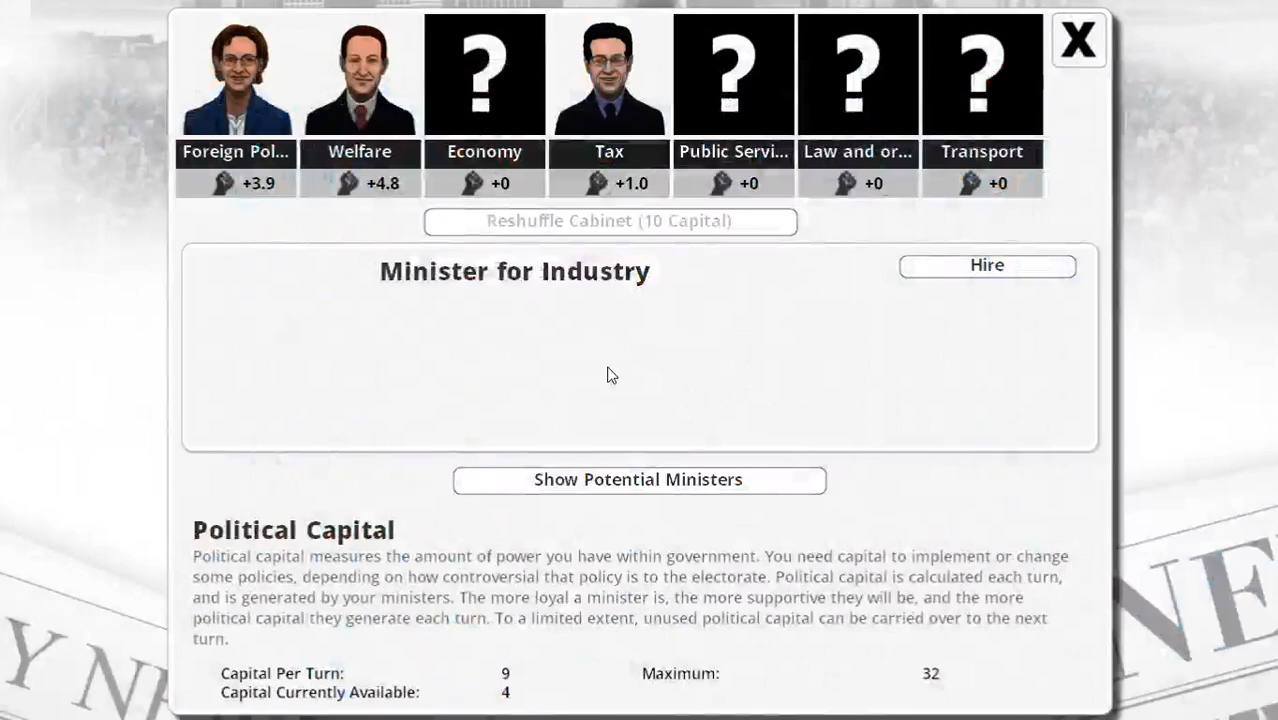 X
? ? ? ?
Foreign Pol... Welfare Economy Tax Public Servi... Law and or... Transport
+3.9 +4.8 +0 +1.0 +0 +0 +0
Reshuffle Cabinet (10 Capital)
Minister for Industry Hire
Show Potential Ministers
Political Capital
Political capital measures the amount of power you have within government. You need capital to implement or change
some policies, depending on how controversial that policy is to the electorate. Political capital is calculated each turn,
and is generated by your ministers. The more loyal a minister is, the more supportive they will be, and the more
political capital they generate each turn. To a limited extent, unused political capital can be carried over to the next
turn.
Capital Per Turn: 9 Maximum: 32
Capital Currently Available: 4
Y NE
NE